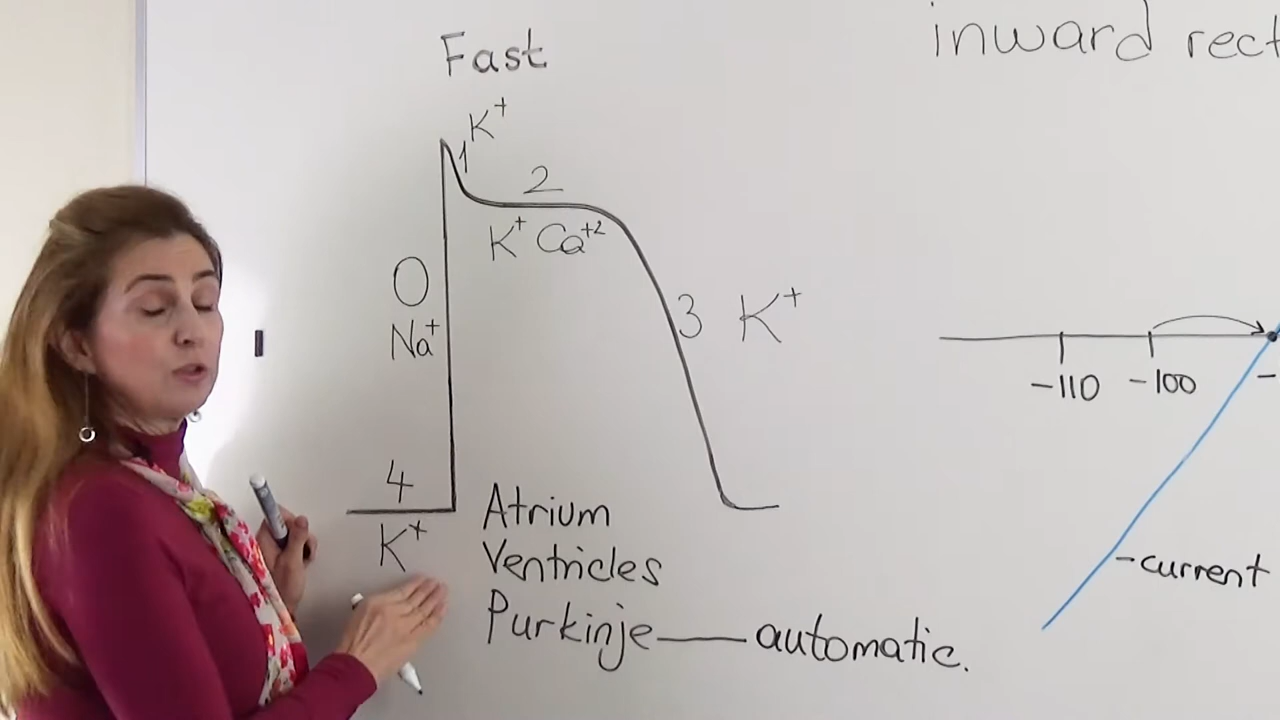 Fast
K+
1
2
K+ Ca+2
0
Na+
3 K+
4
K+
Atrium
Ventricles
Purkinje — automatic.
inward rect
-110 -100 -
-current